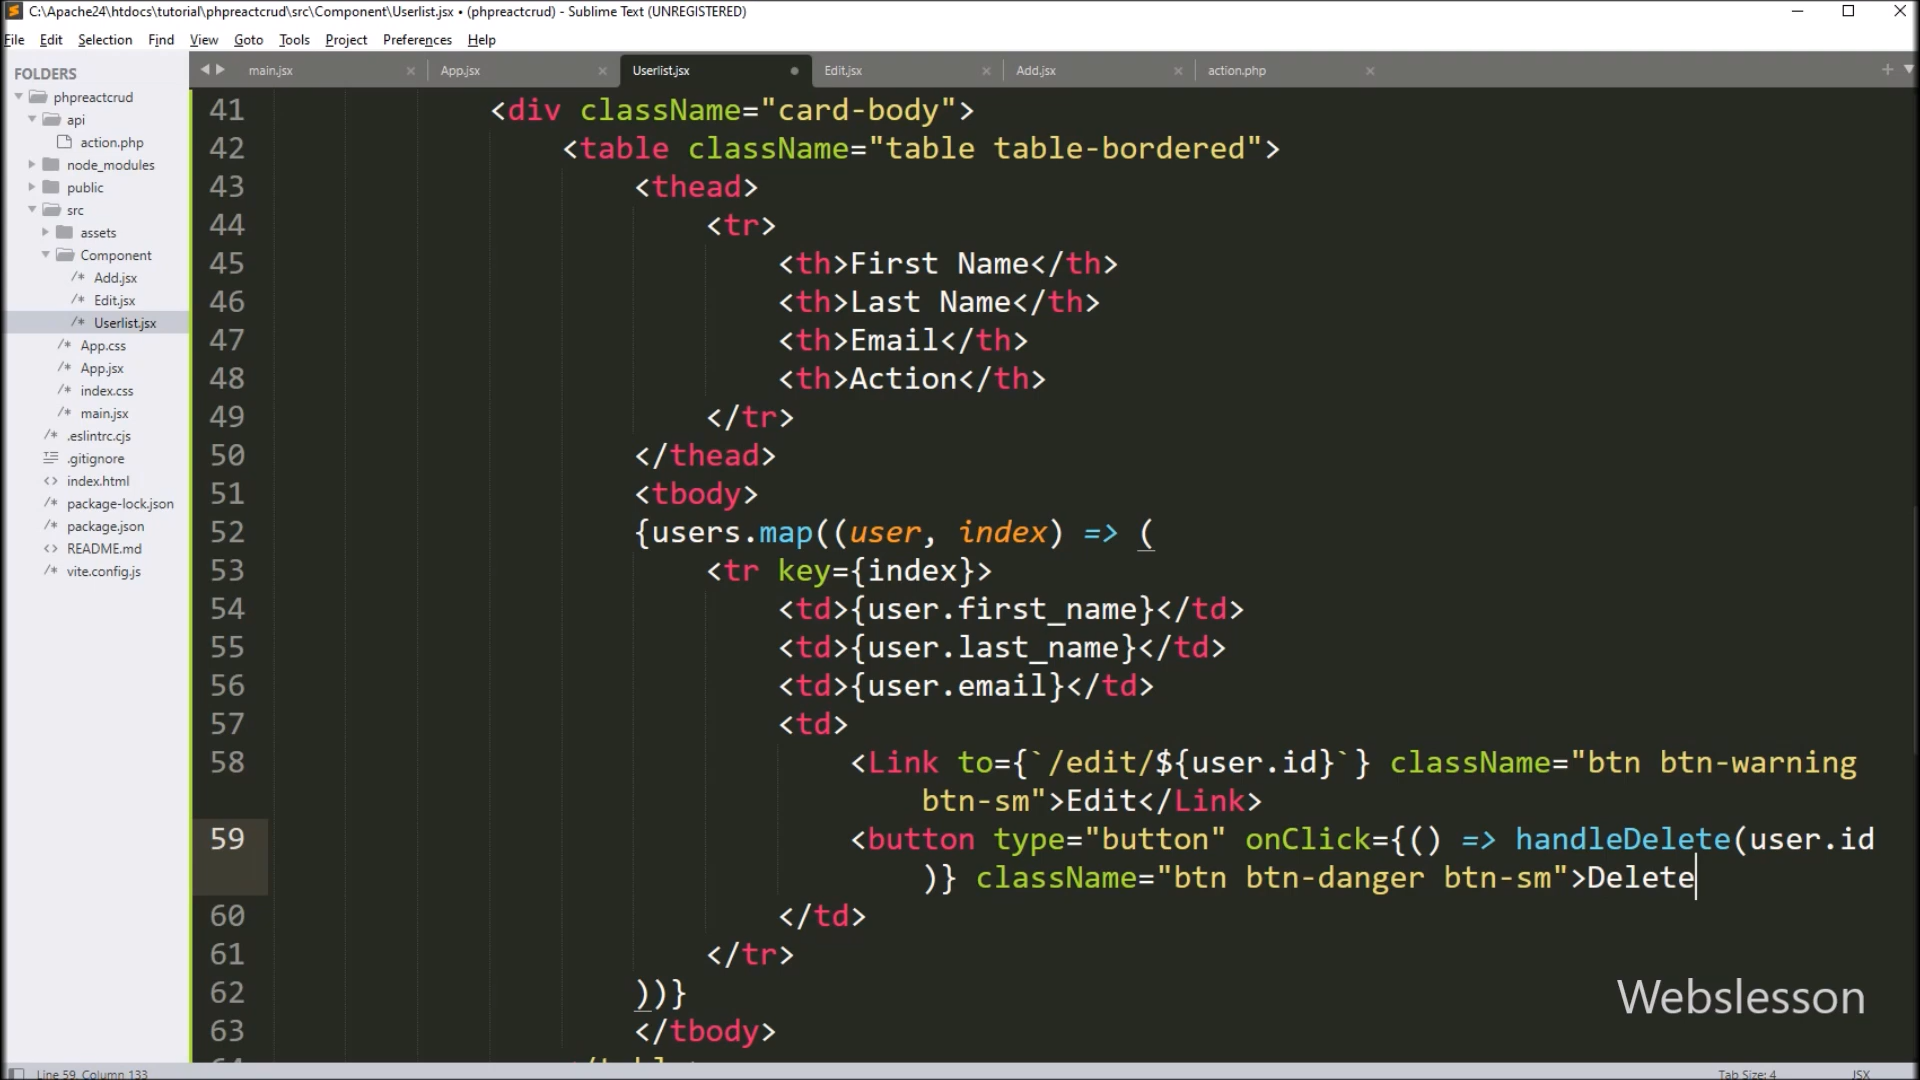 C:\Apache24\htdocs\tutorial\phpreactcrud\src\Component\Userlist.jsx • (phpreactcrud) - Sublime Text (UNREGISTERED)
File Edit Selection Find View Goto Tools Project Preferences Help
FOLDERS
phpreactcrud
api
action.php
node_modules
public
src
assets
Component
/* Add.jsx
/* Edit.jsx
/* Userlist.jsx
/* App.css
/* App.jsx
/* index.css
/* main.jsx
/* .eslintrc.cjs
.gitignore
<> index.html
/* package-lock.json
/* package.json
<> README.md
/* vite.config.js
main.jsx × App.jsx × Userlist.jsx • Edit.jsx × Add.jsx × action.php ×
41 <div className="card-body">
42 <table className="table table-bordered">
43 <thead>
44 <tr>
45 <th>First Name</th>
46 <th>Last Name</th>
47 <th>Email</th>
48 <th>Action</th>
49 </tr>
50 </thead>
51 <tbody>
52 {users.map((user, index) => (
53 <tr key={index}>
54 <td>{user.first_name}</td>
55 <td>{user.last_name}</td>
56 <td>{user.email}</td>
57 <td>
58 <Link to={`/edit/${user.id}`} className="btn btn-warning
btn-sm">Edit</Link>
59 <button type="button" onClick={() => handleDelete(user.id
)} className="btn btn-danger btn-sm">Delete
60 </td>
61 </tr>
62 ))}
63 </tbody>
64 </table>
Webslesson
Line 59, Column 133 Tab Size: 4 JSX